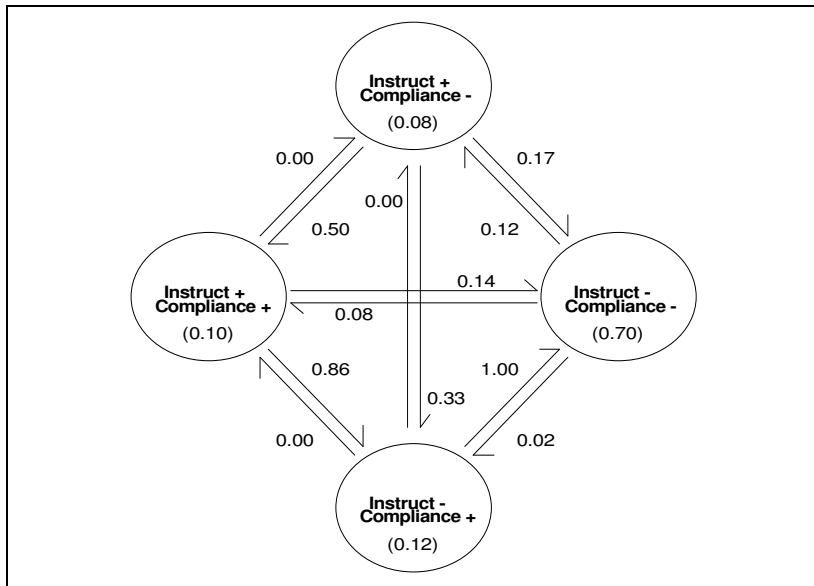 Instruct +
Compliance -
(0.08)
0.00
0.17
0.00
0.50
0.12
Instruct +
Compliance +
(0.10)
0.14
0.08
Instruct -
Compliance -
(0.70)
0.86
1.00
0.33
0.00
0.02
Instruct -
Compliance +
(0.12)